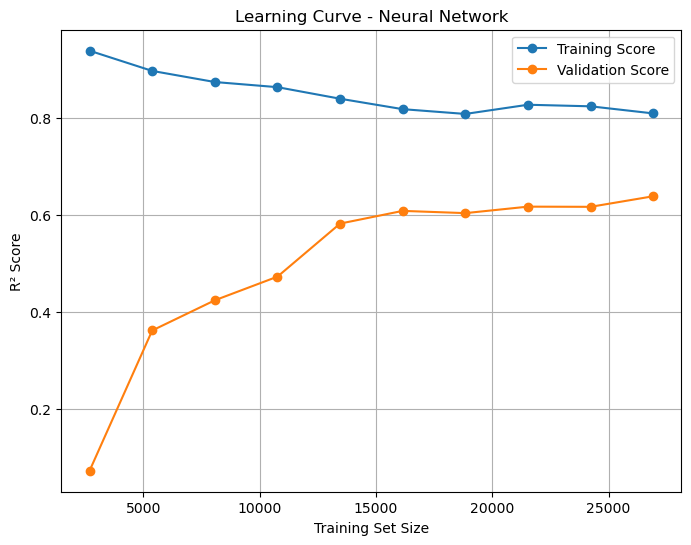 Learning Curve - Neural Network
Training Score
Validation Score
R² Score
0.8
0.6
0.4
0.2
5000
10000
15000
20000
25000
Training Set Size